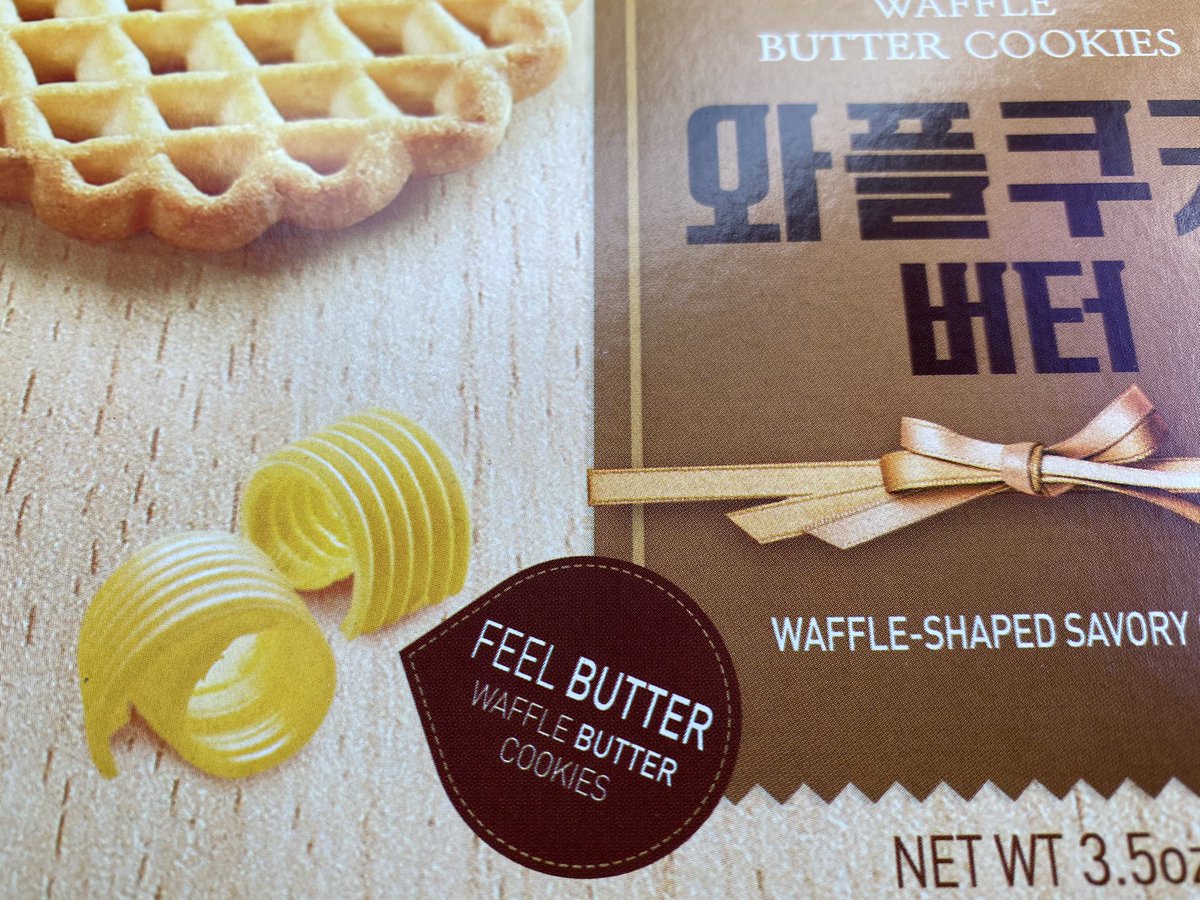 WAFFLE
BUTTER COOKIES
와플쿠
버터
WAFFLE-SHAPED SAVORY
FEEL BUTTER
WAFFLE BUTTER
COOKIES
NET WT 3.5oz